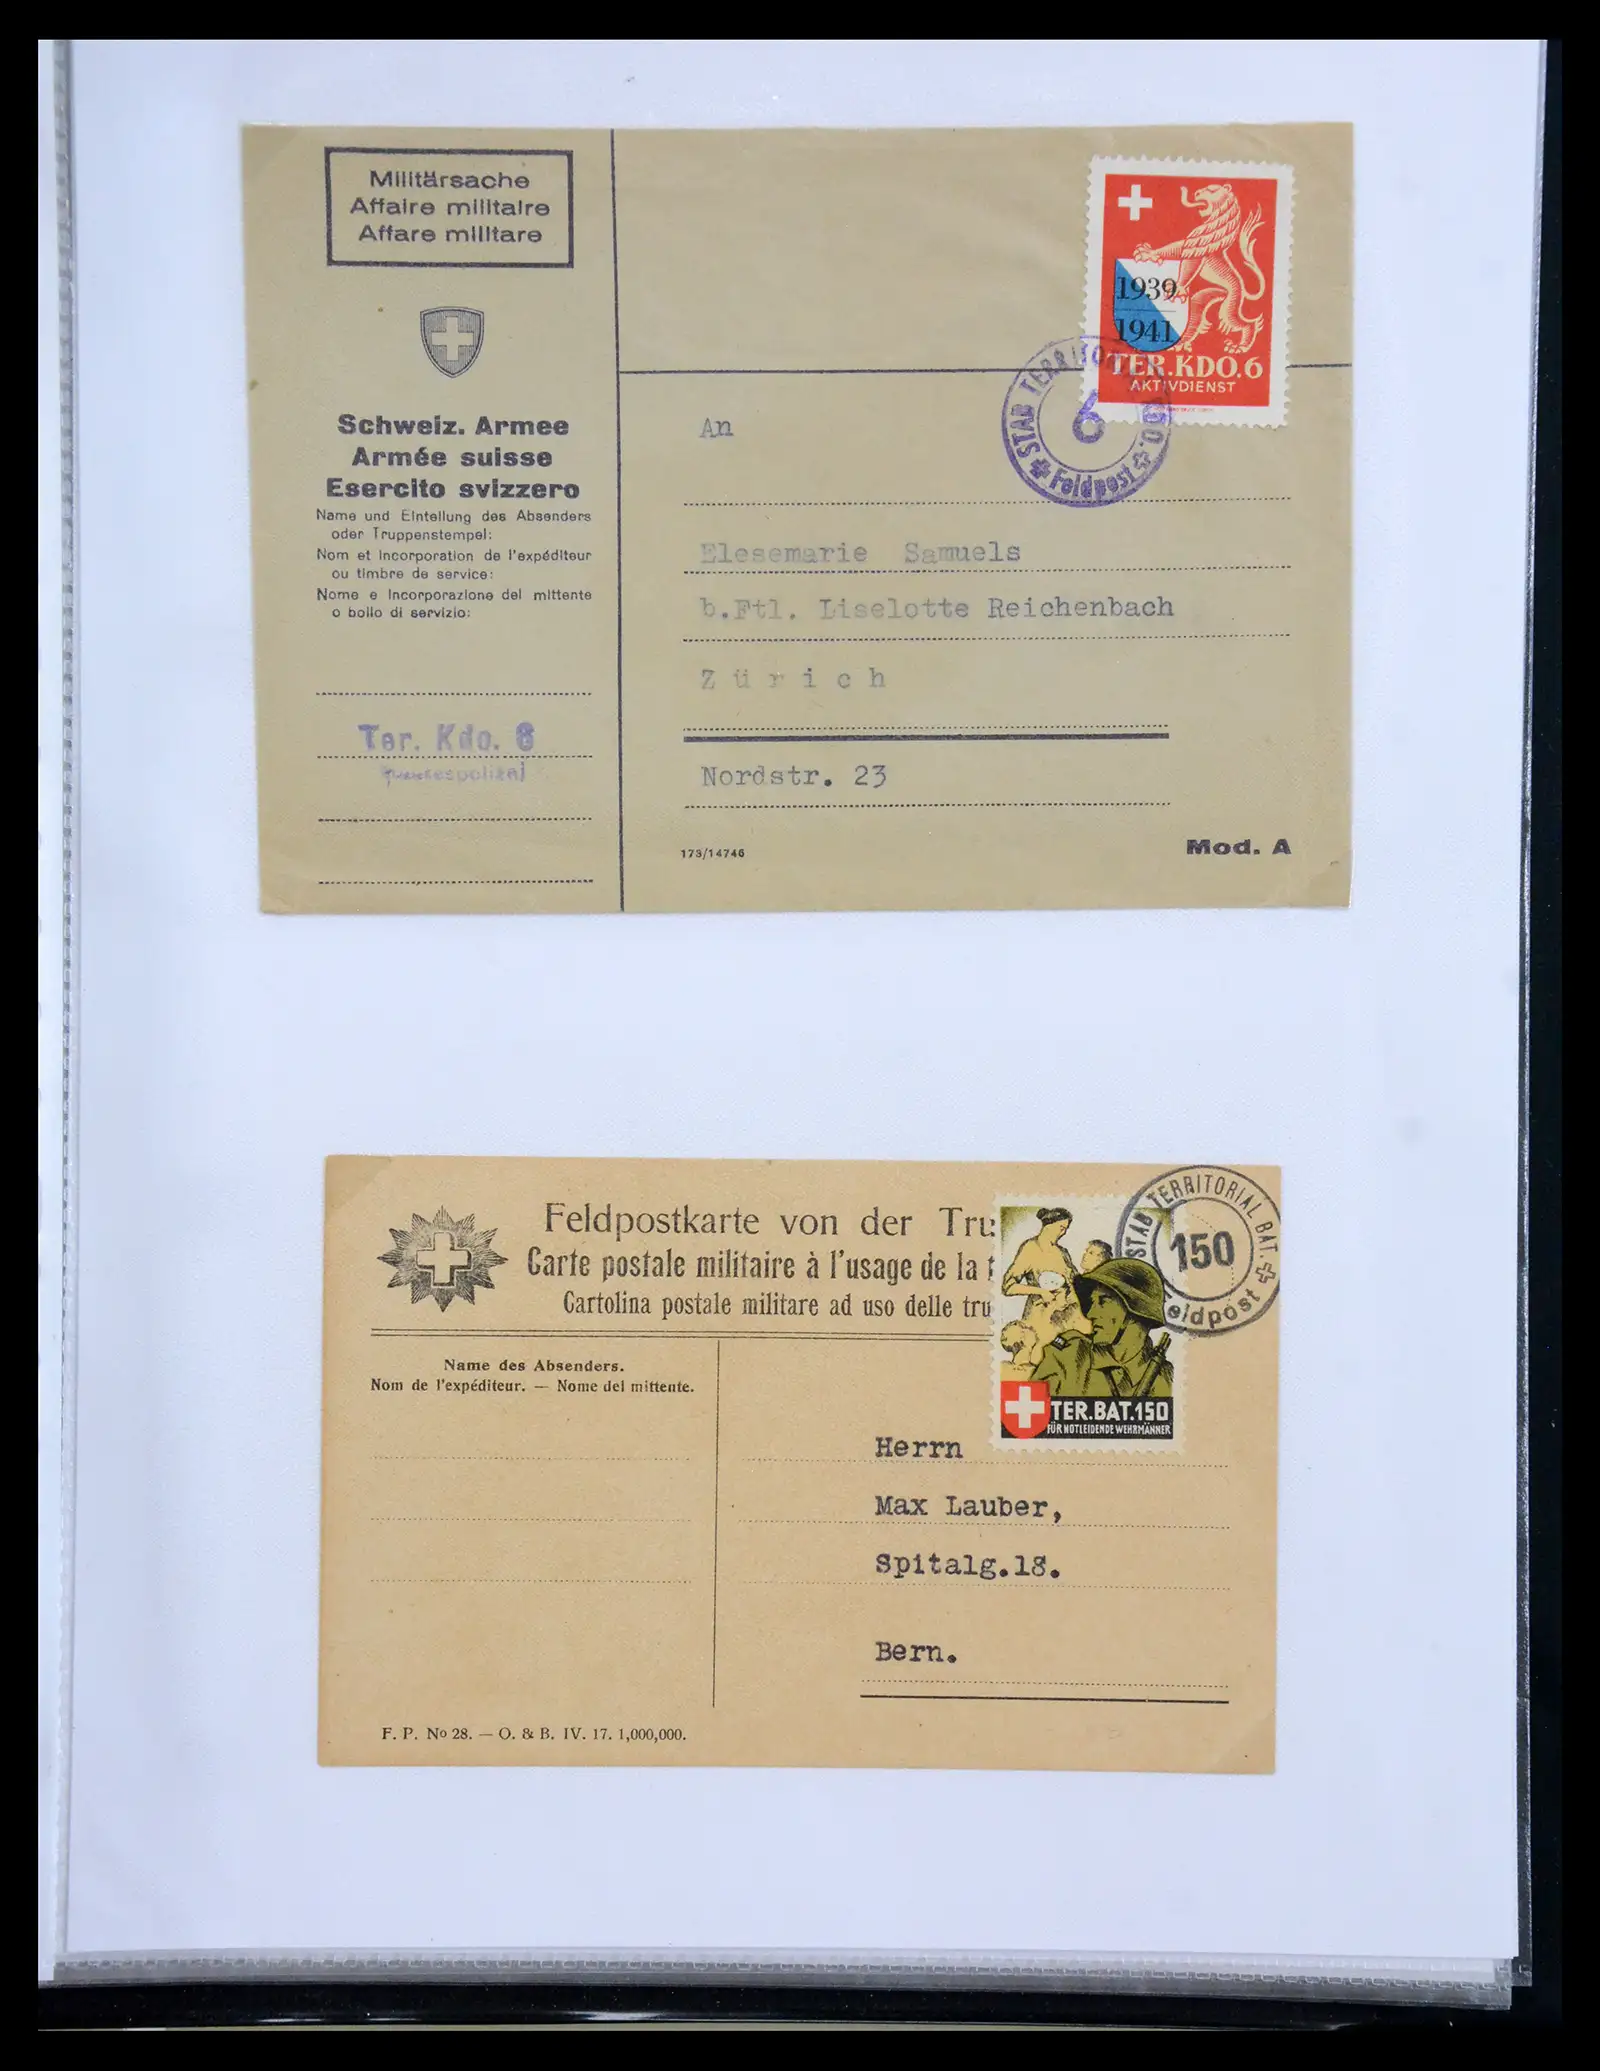 Militärsache
Affaire militaire
Affare militare
Schweiz. Armee
Armée suisse
Esercito svizzero
Name und Einteilung des Absenders
oder Truppenstempel:
Nom et incorporation de l'expéditeur
ou timbre de service:
Nome e incorporazione del mittente
o bollo di servizio:
Ter. Kdo. 6
1939
1941
TER.KDO.6
AKTIVDIENST
STAB TERRITORIAL KDO.
6
Feldpost
An
Elesemarie Samuels
b.Ftl. Liselotte Reichenbach
Zürich
Nordstr. 23
173/14746
Mod. A
Feldpostkarte von der Tru
Carte postale militaire à l'usage de la t
Cartolina postale militare ad uso delle tru
STAB TERRITORIAL BAT.
150
Feldpost
TER.BAT.150
FÜR NOTLEIDENDE WEHRMÄNNER
Name des Absenders.
Nom de l'expéditeur. — Nome del mittente.
Herrn
Max Lauber,
Spitalg.18.
Bern.
F. P. No 28. — O. & B. IV. 17. 1,000,000.